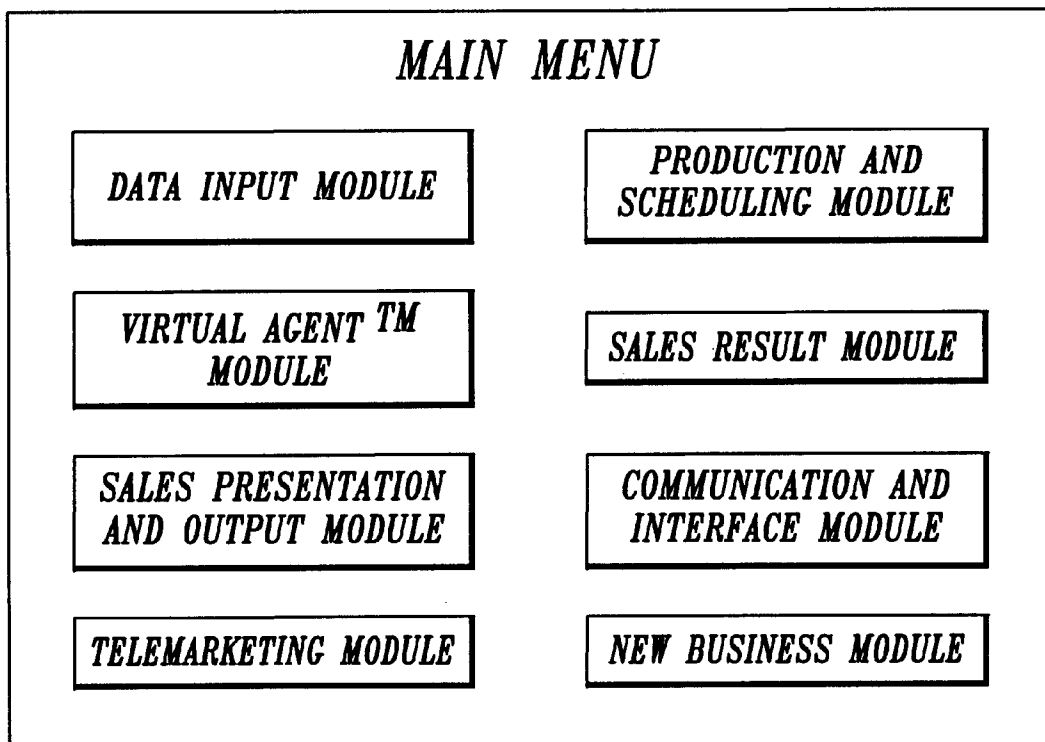 MAIN MENU
DATA INPUT MODULE
PRODUCTION AND
SCHEDULING MODULE
VIRTUAL AGENT TM
MODULE
SALES RESULT MODULE
SALES PRESENTATION
AND OUTPUT MODULE
COMMUNICATION AND
INTERFACE MODULE
TELEMARKETING MODULE
NEW BUSINESS MODULE